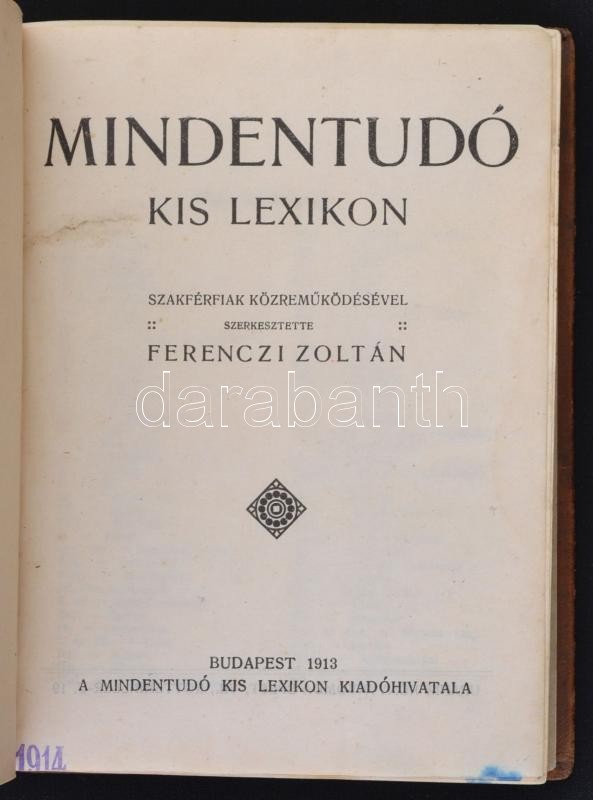 MINDENTUDÓ
KIS LEXIKON
SZAKFÉRFIAK KÖZREMŰKÖDÉSÉVEL
:: SZERKESZTETTE ::
FERENCZI ZOLTÁN
darabanth
BUDAPEST 1913
A MINDENTUDÓ KIS LEXIKON KIADÓHIVATALA
1914